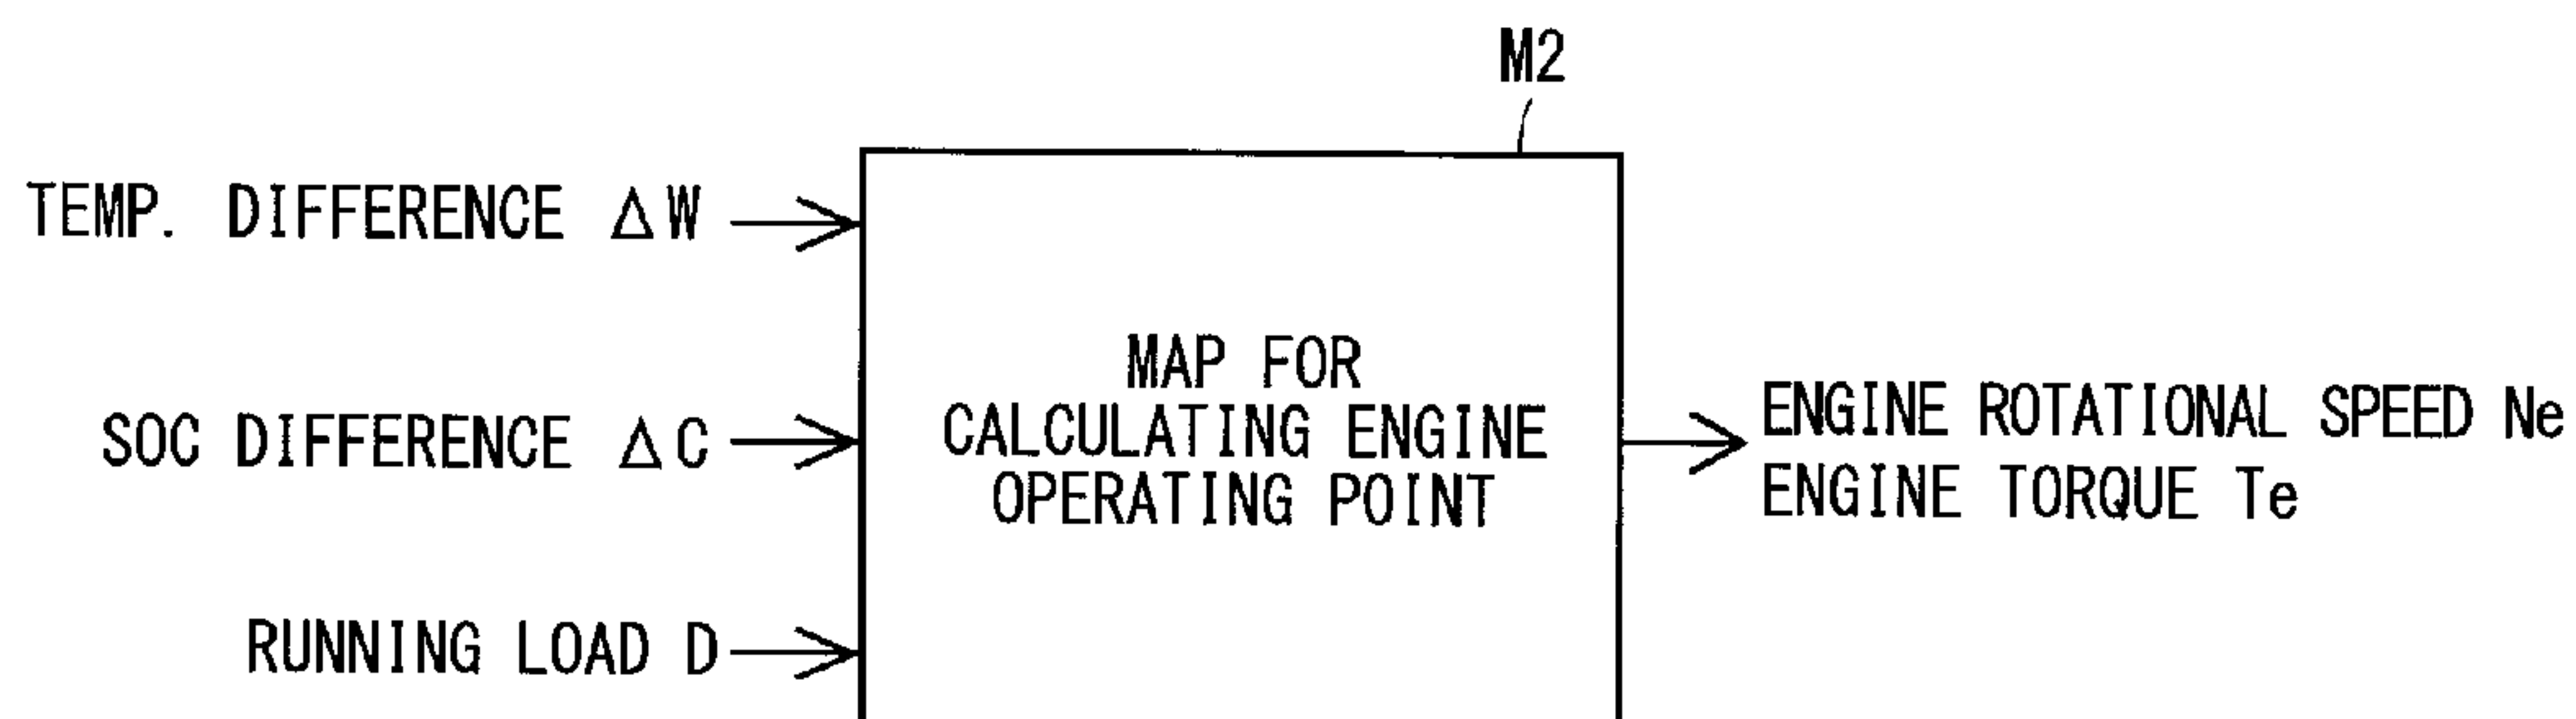 M2
TEMP. DIFFERENCE ΔW
SOC DIFFERENCE ΔC
RUNNING LOAD D
MAP FOR
CALCULATING ENGINE
OPERATING POINT
ENGINE ROTATIONAL SPEED Ne
ENGINE TORQUE Te